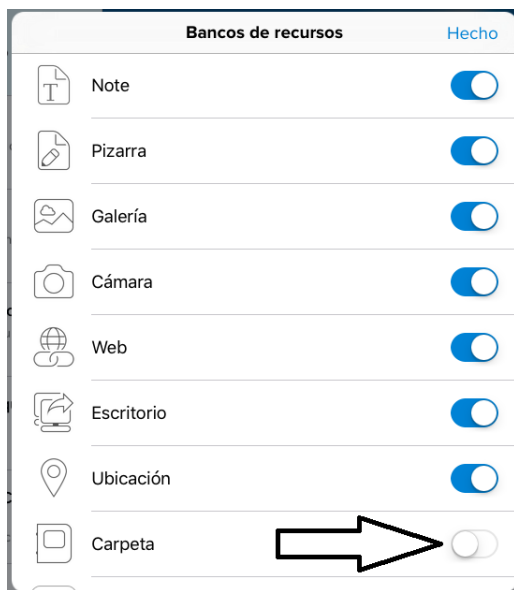 Bancos de recursos Hecho
Note
Pizarra
Galería
Cámara
Web
Escritorio
Ubicación
Carpeta